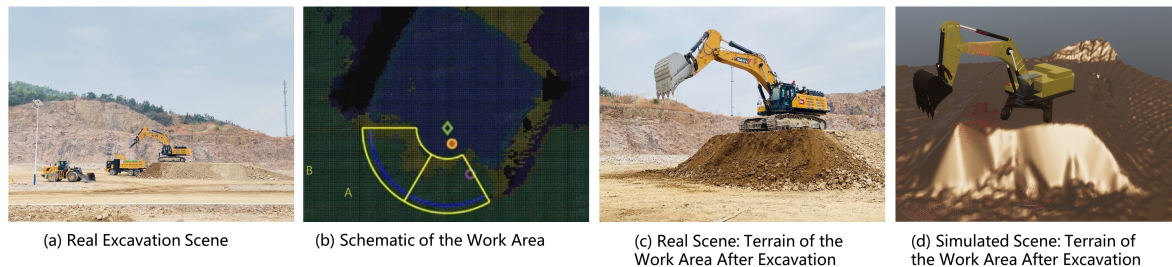 B
A
(a) Real Excavation Scene
(b) Schematic of the Work Area
(c) Real Scene: Terrain of the
Work Area After Excavation
(d) Simulated Scene: Terrain of
the Work Area After Excavation